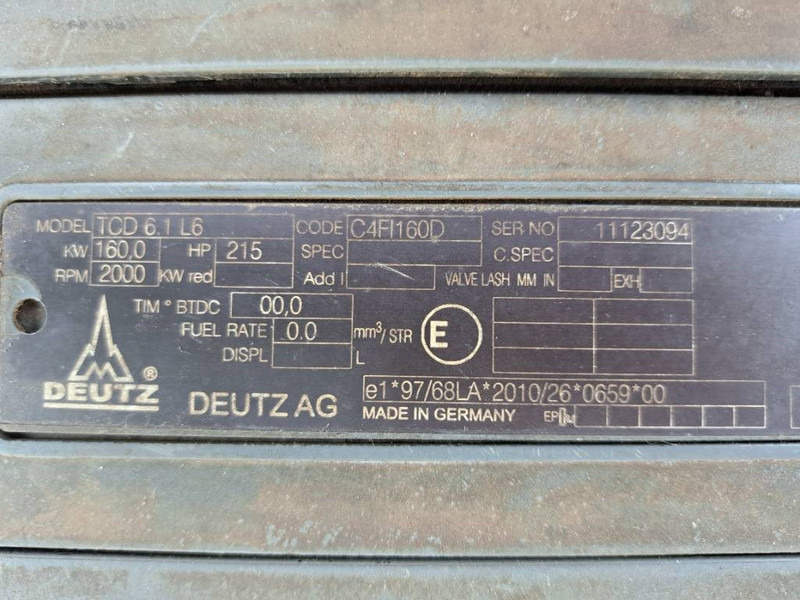 MODEL TCD 6.1 L6 CODE C4FI160D SER NO 11123094
KW 160,0 HP 215 SPEC C.SPEC
RPM 2000 KW red Add I VALVE LASH MM IN EXH
TIM ° BTDC 00,0
FUEL RATE 0.0 mm³/STR E
DISPL L
DEUTZ ® DEUTZ AG e1*97/68LA*2010/26*0659*00
MADE IN GERMANY EP